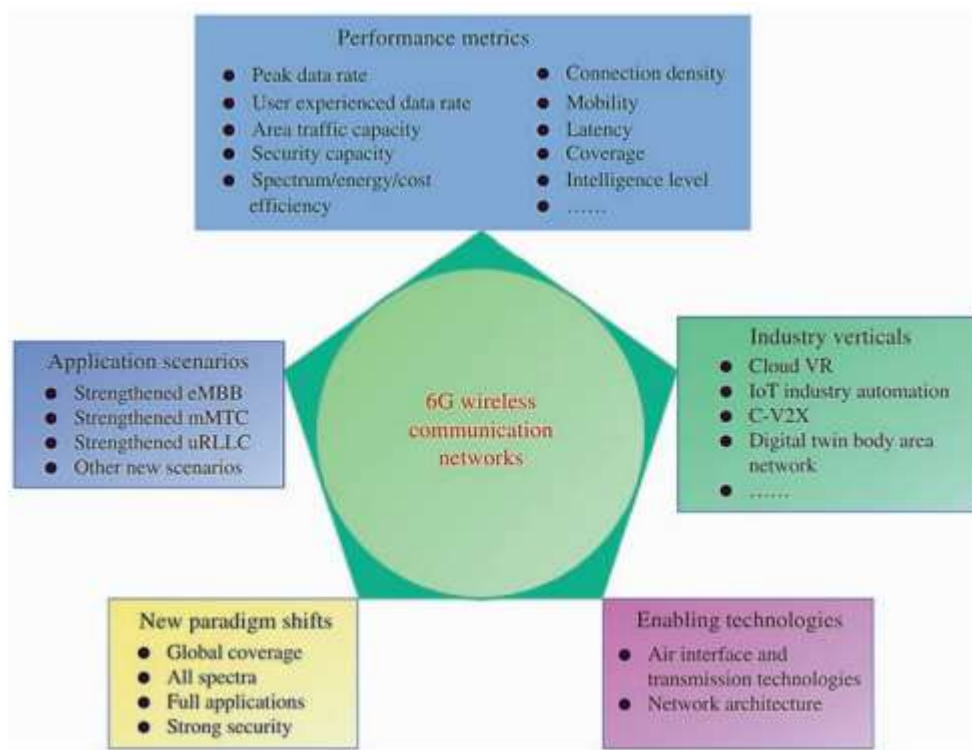 Performance metrics
● Peak data rate
● User experienced data rate
● Area traffic capacity
● Security capacity
● Spectrum/energy/cost
efficiency
● Connection density
● Mobility
● Latency
● Coverage
● Intelligence level
● ……
Application scenarios
● Strengthened eMBB
● Strengthened mMTC
● Strengthened uRLLC
● Other new scenarios
6G wireless
communication
networks
Industry verticals
● Cloud VR
● IoT industry automation
● C-V2X
● Digital twin body area
network
● ……
New paradigm shifts
● Global coverage
● All spectra
● Full applications
● Strong security
Enabling technologies
● Air interface and
transmission technologies
● Network architecture